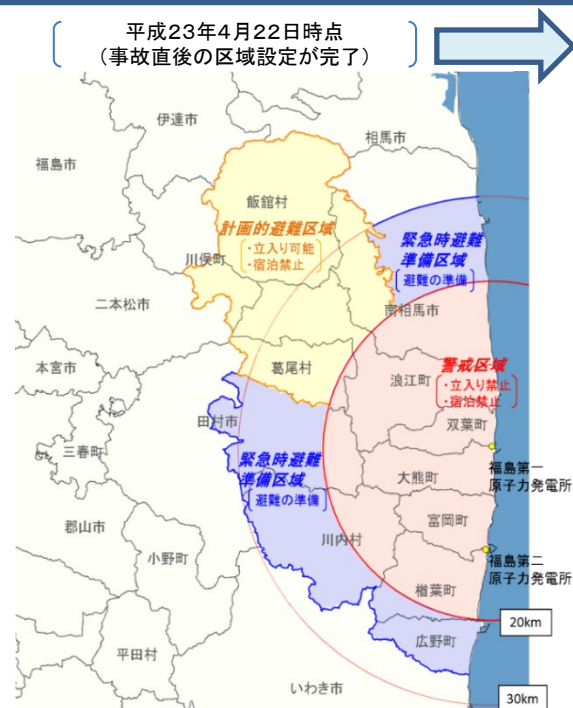 平成23年4月22日時点
（事故直後の区域設定が完了）
伊達市
相馬市
福島市
飯館村
計画的避難区域
・立入り可能
・宿泊禁止
川俣町
緊急時避難
準備区域
避難の準備
二本松市
南相馬市
本宮市
葛尾村
浪江町
警戒区域
・立入り禁止
・宿泊禁止
田村市
双葉町
三春町
緊急時避難
準備区域
避難の準備
大熊町
福島第一
原子力発電所
郡山市
富岡町
小野町
川内村
福島第二
原子力発電所
楢葉町
20km
平田村
広野町
いわき市
30km